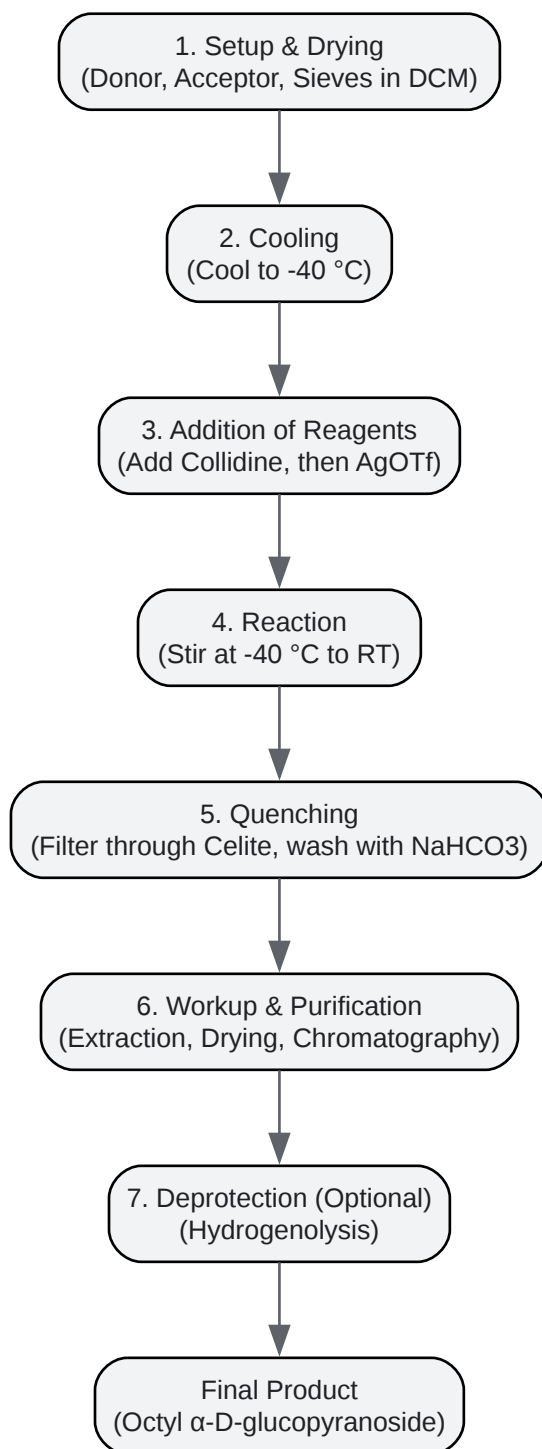 1. Setup & Drying
(Donor, Acceptor, Sieves in DCM)
2. Cooling
(Cool to -40 °C)
3. Addition of Reagents
(Add Collidine, then AgOTf)
4. Reaction
(Stir at -40 °C to RT)
5. Quenching
(Filter through Celite, wash with NaHCO3)
6. Workup & Purification
(Extraction, Drying, Chromatography)
7. Deprotection (Optional)
(Hydrogenolysis)
Final Product
(Octyl α-D-glucopyranoside)